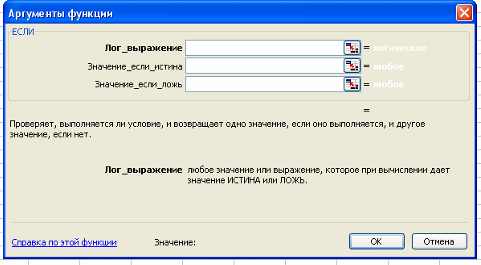 Аргументы функции
ЕСЛИ
Лог_выражение = логическое
Значение_если_истина = любое
Значение_если_ложь = любое
=
Проверяет, выполняется ли условие, и возвращает одно значение, если оно выполняется, и другое
значение, если нет.
Лог_выражение любое значение или выражение, которое при вычислении дает
значение ИСТИНА или ЛОЖЬ.
Справка по этой функции Значение: ОК Отмена